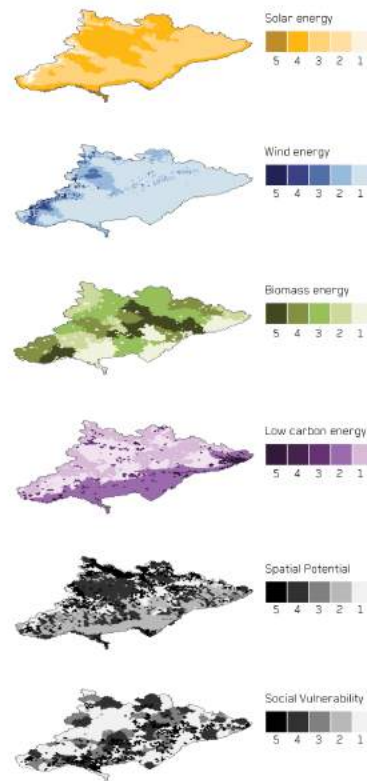 Solar energy
5 4 3 2 1
Wind energy
5 4 3 2 1
Biomass energy
5 4 3 2 1
Low carbon energy
5 4 3 2 1
Spatial Potential
5 4 3 2 1
Social Vulnerability
5 4 3 2 1